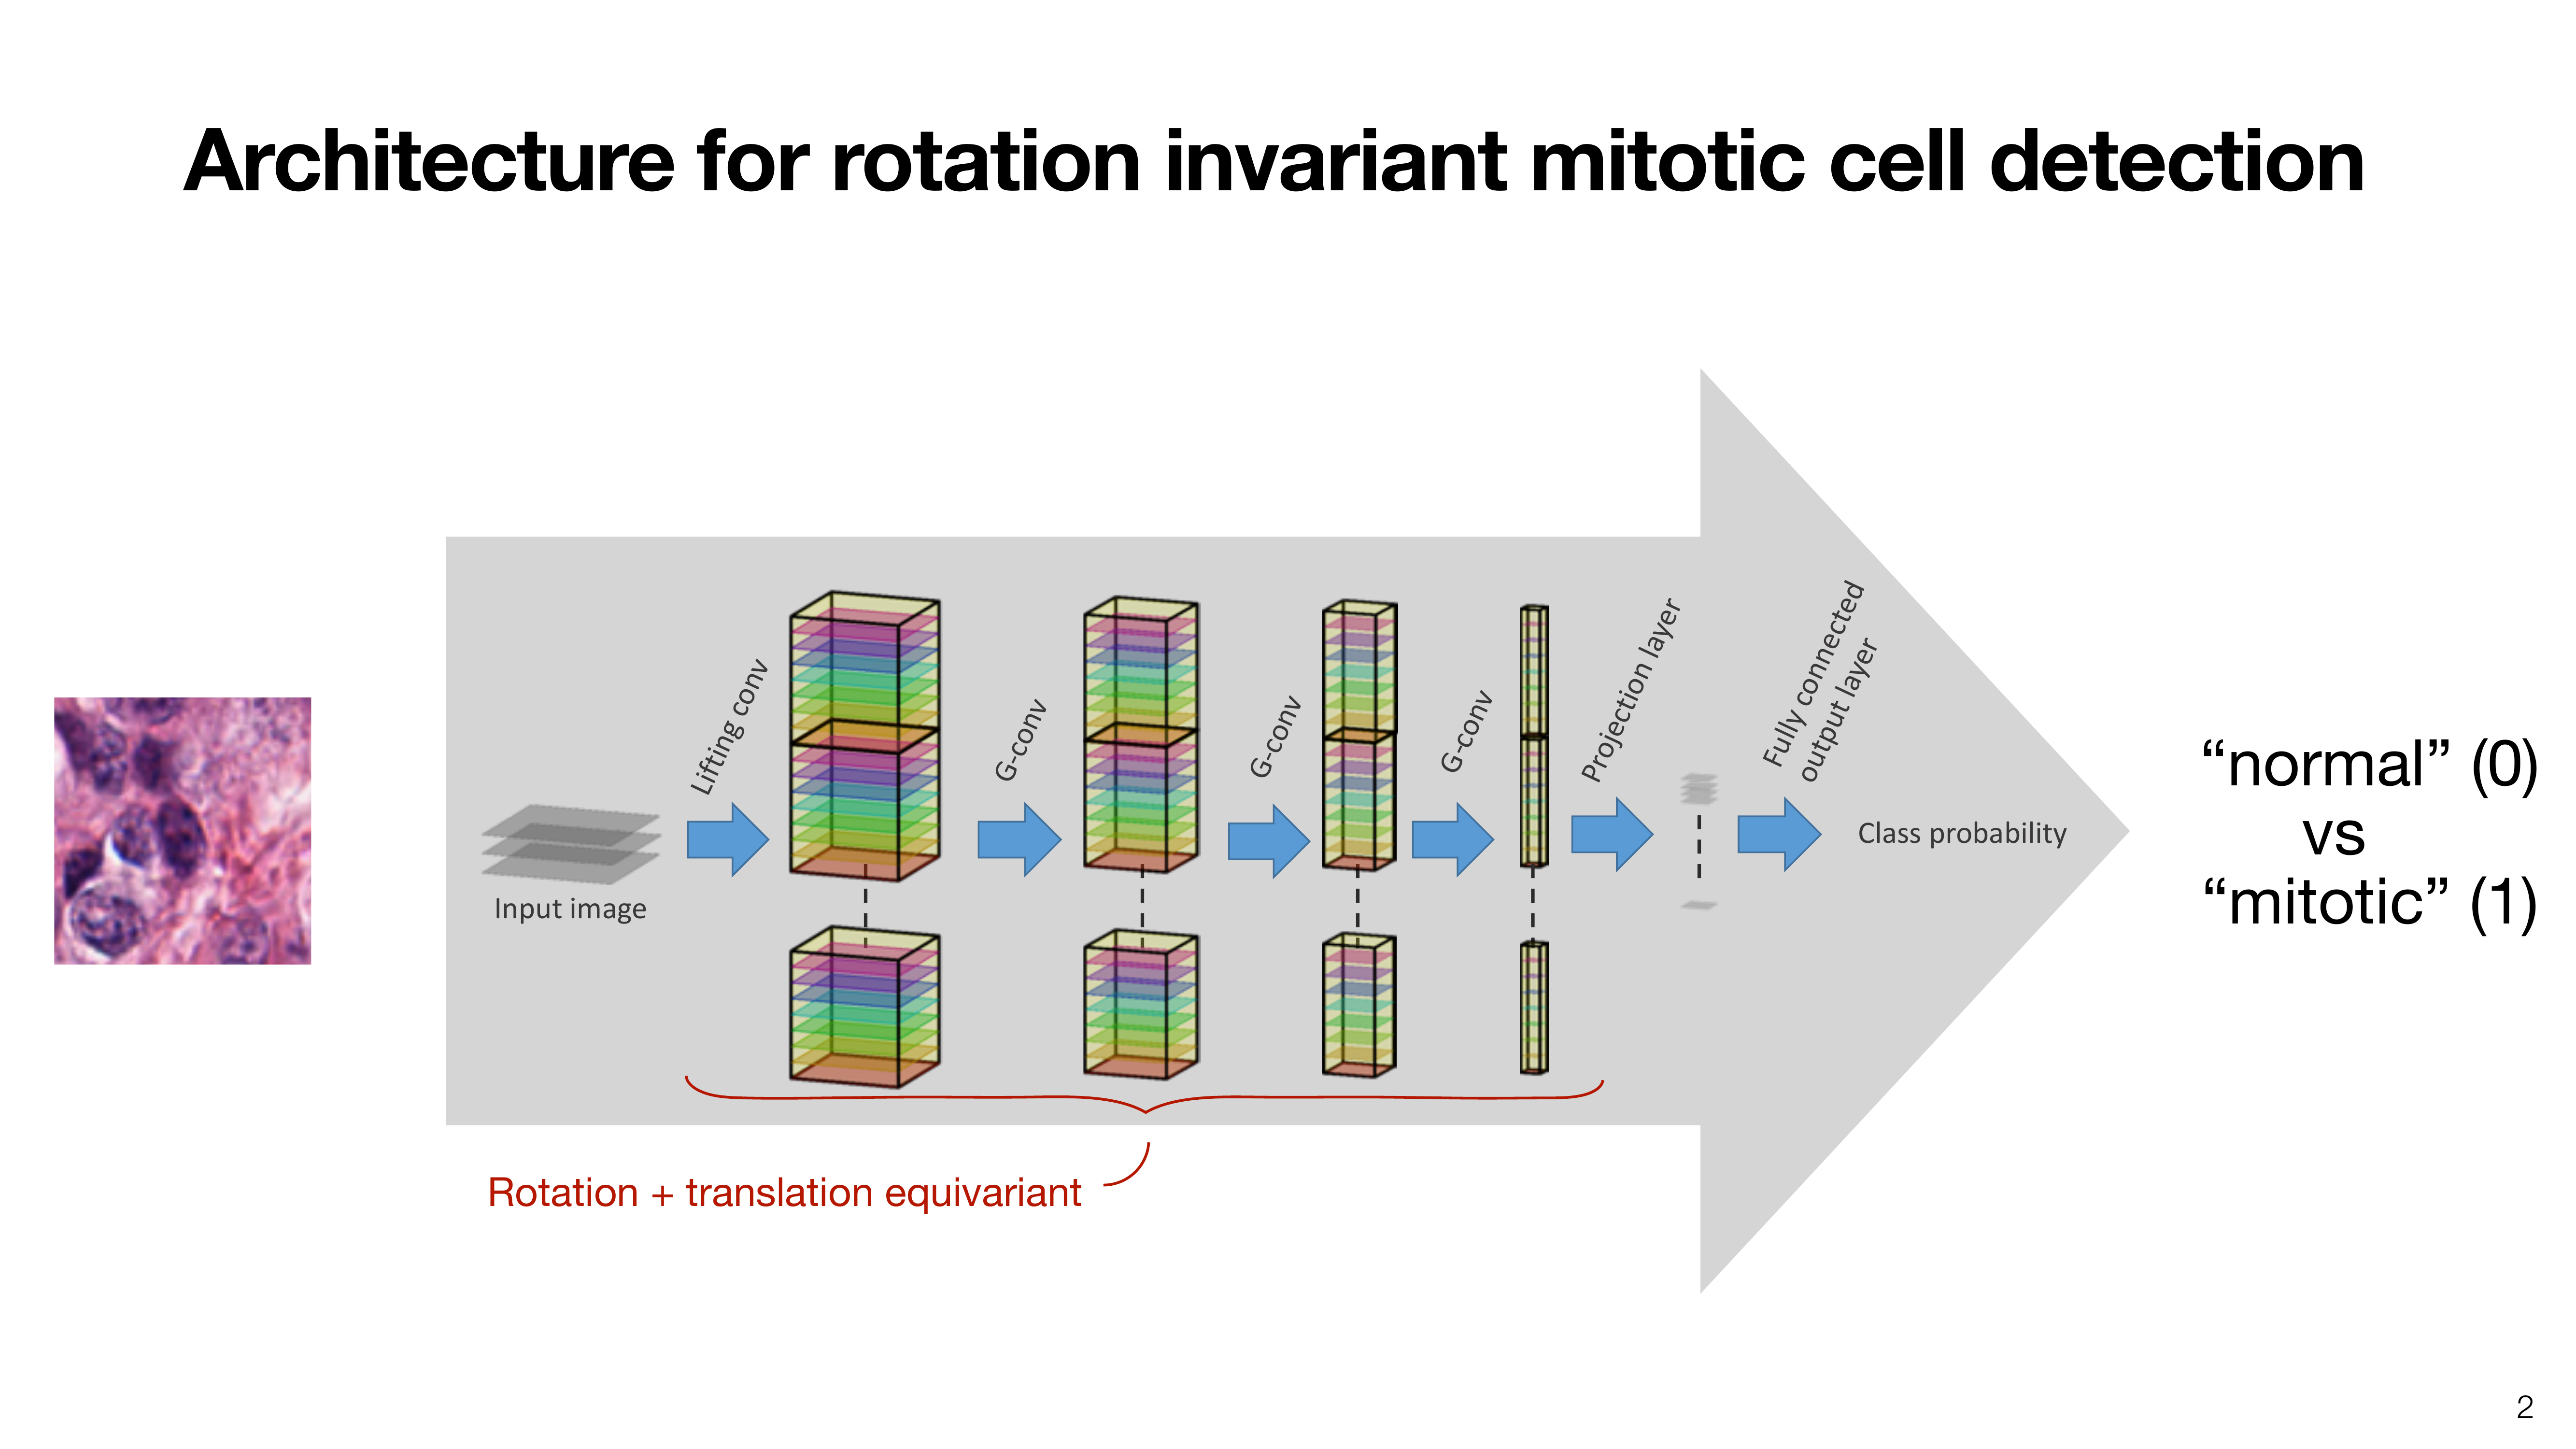 Architecture for rotation invariant mitotic cell detection
Input image
Lifting conv
G-conv
G-conv
G-conv
Projection layer
Fully connected
output layer
Class probability
“normal” (0)
vs
“mitotic” (1)
Rotation + translation equivariant
2